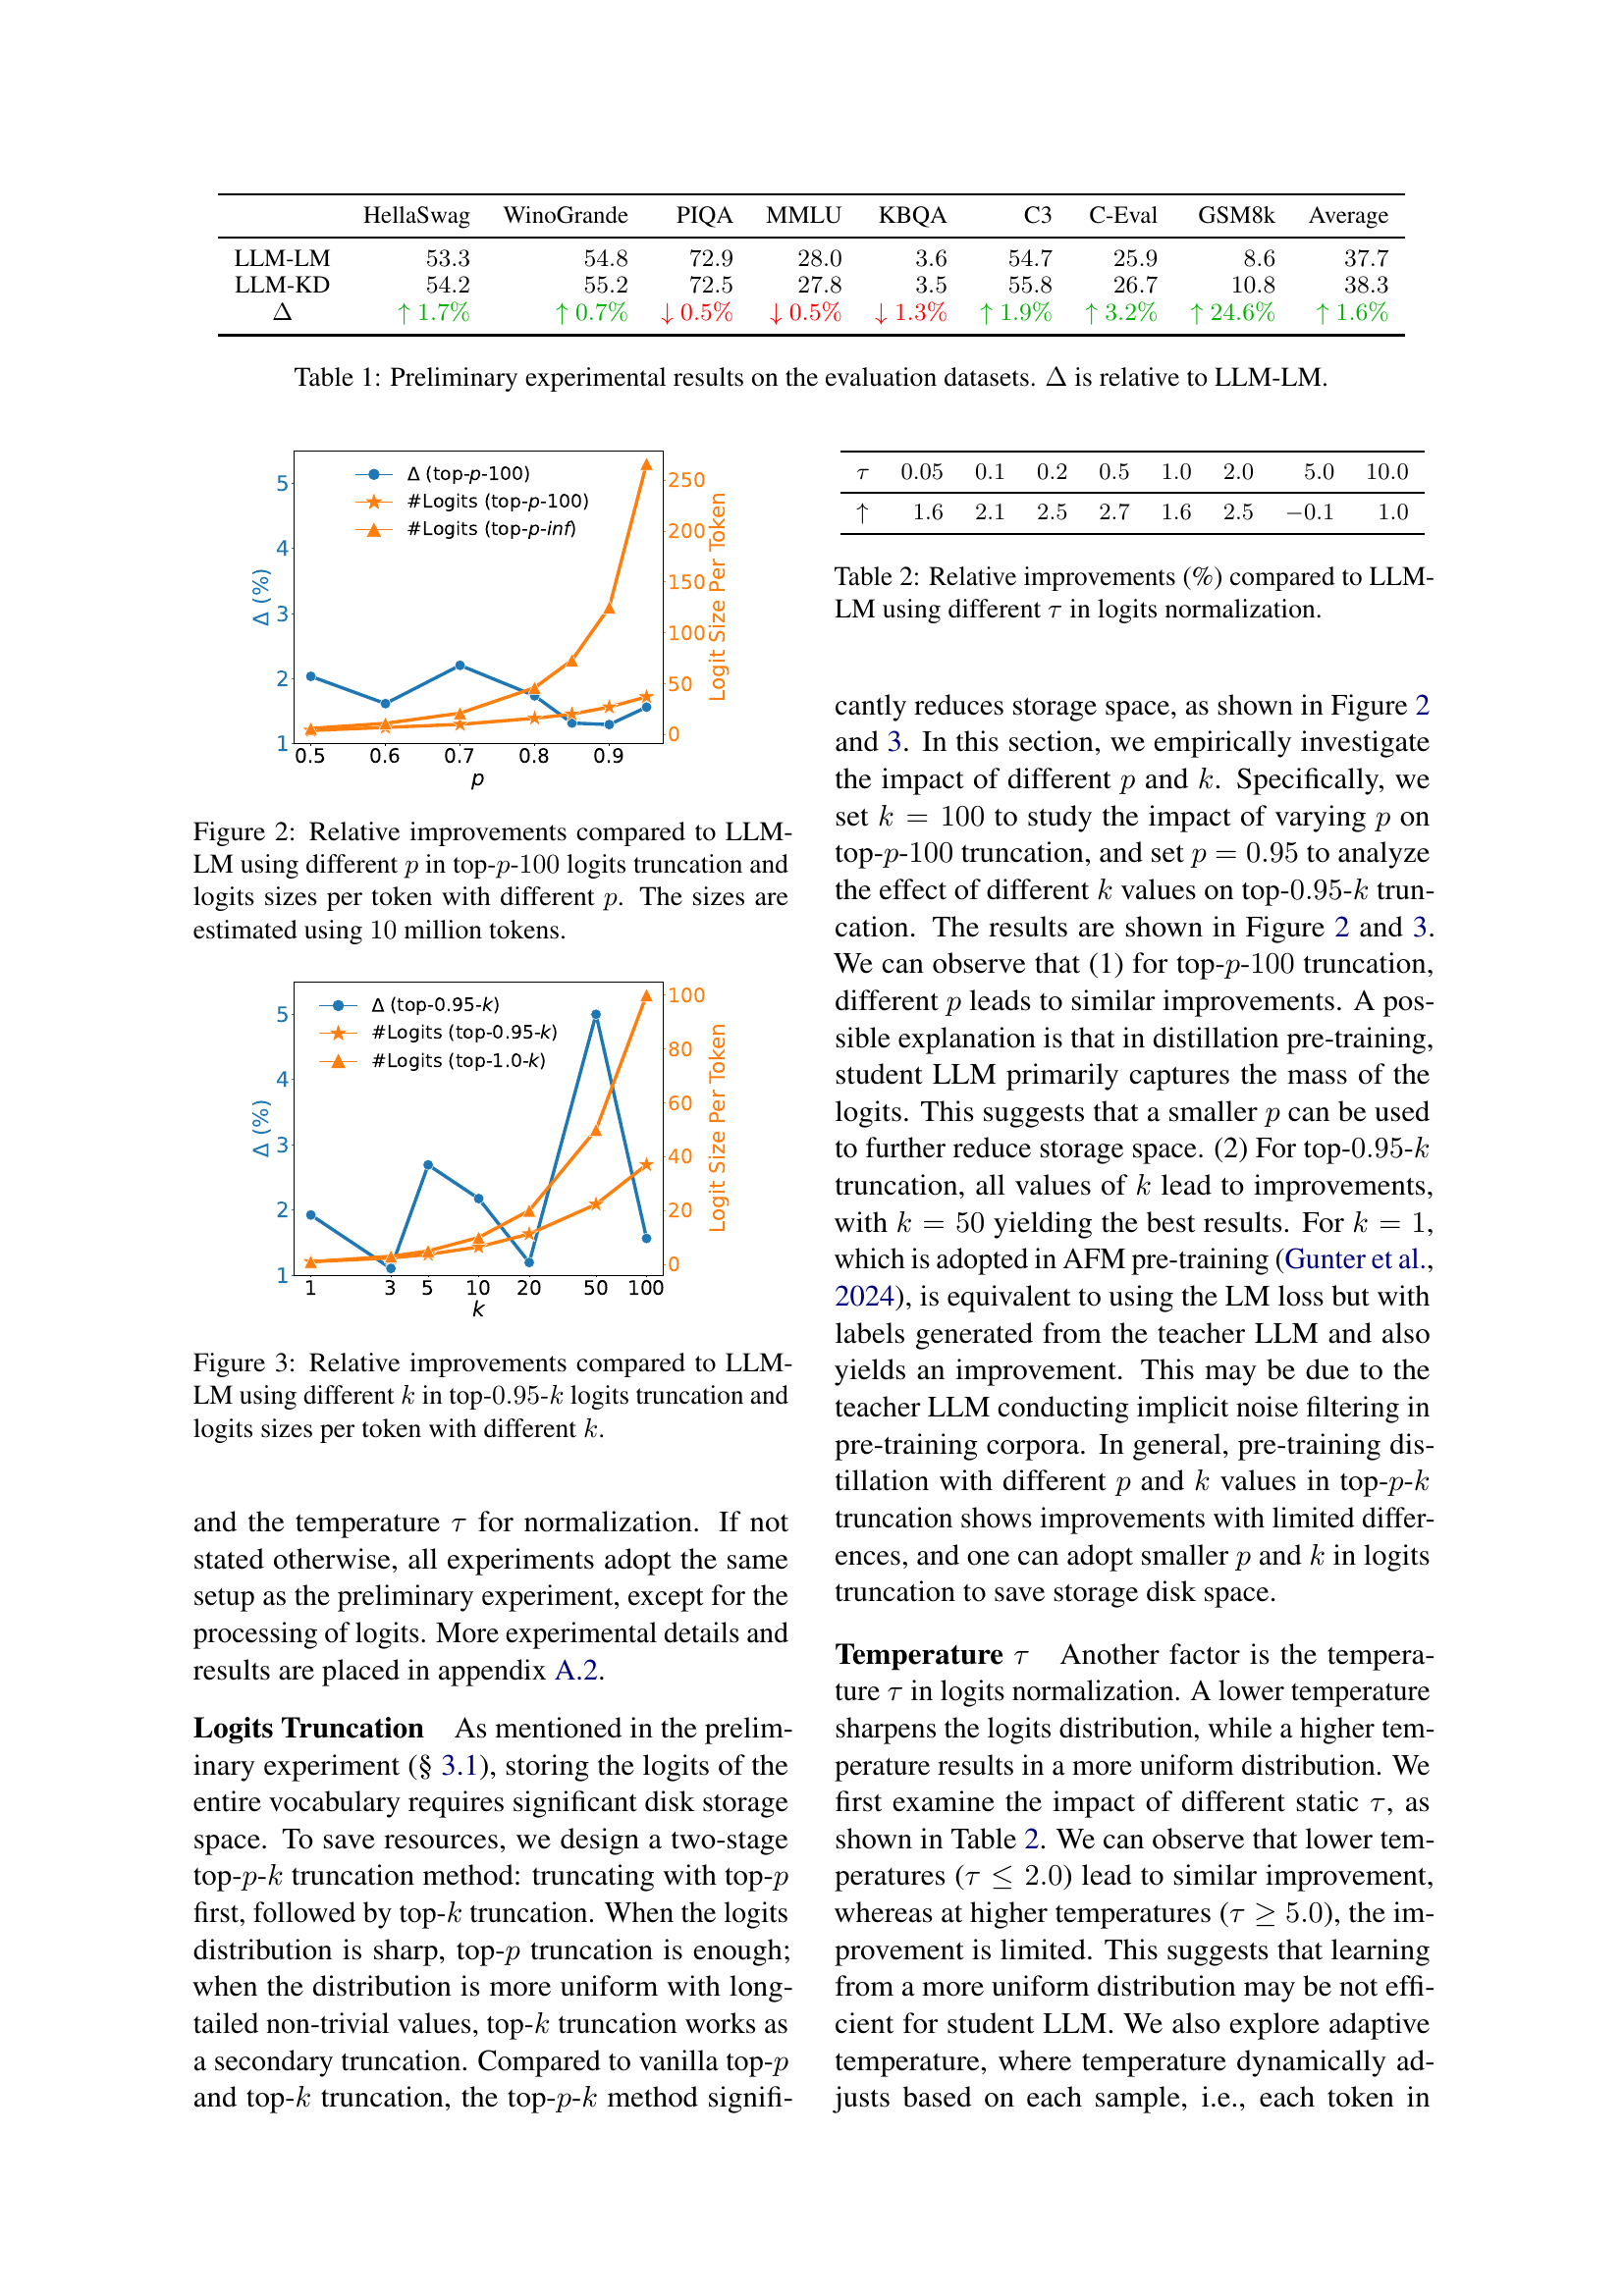 HellaSwag WinoGrande PIQA MMLU KBQA C3 C-Eval GSM8k Average
LLM-LM 53.3 54.8 72.9 28.0 3.6 54.7 25.9 8.6 37.7
LLM-KD 54.2 55.2 72.5 27.8 3.5 55.8 26.7 10.8 38.3
Δ ↑ 1.7% ↑ 0.7% ↓ 0.5% ↓ 0.5% ↓ 1.3% ↑ 1.9% ↑ 3.2% ↑ 24.6% ↑ 1.6%
Table 1: Preliminary experimental results on the evaluation datasets. Δ is relative to LLM-LM.
Δ (top-p-100)
#Logits (top-p-100)
#Logits (top-p-inf)
5
4
3
2
1
Δ (%)
250
200
150
100
50
0
Logit Size Per Token
0.5 0.6 0.7 0.8 0.9
p
Figure 2: Relative improvements compared to LLM-
LM using different p in top-p-100 logits truncation and
logits sizes per token with different p. The sizes are
estimated using 10 million tokens.
Δ (top-0.95-k)
#Logits (top-0.95-k)
#Logits (top-1.0-k)
5
4
3
2
1
Δ (%)
100
80
60
40
20
0
Logit Size Per Token
1 3 5 10 20 50 100
k
Figure 3: Relative improvements compared to LLM-
LM using different k in top-0.95-k logits truncation and
logits sizes per token with different k.
and the temperature τ for normalization. If not
stated otherwise, all experiments adopt the same
setup as the preliminary experiment, except for the
processing of logits. More experimental details and
results are placed in appendix A.2.
Logits Truncation As mentioned in the prelim-
inary experiment (§ 3.1), storing the logits of the
entire vocabulary requires significant disk storage
space. To save resources, we design a two-stage
top-p-k truncation method: truncating with top-p
first, followed by top-k truncation. When the logits
distribution is sharp, top-p truncation is enough;
when the distribution is more uniform with long-
tailed non-trivial values, top-k truncation works as
a secondary truncation. Compared to vanilla top-p
and top-k truncation, the top-p-k method signifi-
τ 0.05 0.1 0.2 0.5 1.0 2.0 5.0 10.0
↑ 1.6 2.1 2.5 2.7 1.6 2.5 −0.1 1.0
Table 2: Relative improvements (%) compared to LLM-
LM using different τ in logits normalization.
cantly reduces storage space, as shown in Figure 2
and 3. In this section, we empirically investigate
the impact of different p and k. Specifically, we
set k = 100 to study the impact of varying p on
top-p-100 truncation, and set p = 0.95 to analyze
the effect of different k values on top-0.95-k trun-
cation. The results are shown in Figure 2 and 3.
We can observe that (1) for top-p-100 truncation,
different p leads to similar improvements. A pos-
sible explanation is that in distillation pre-training,
student LLM primarily captures the mass of the
logits. This suggests that a smaller p can be used
to further reduce storage space. (2) For top-0.95-k
truncation, all values of k lead to improvements,
with k = 50 yielding the best results. For k = 1,
which is adopted in AFM pre-training (Gunter et al.,
2024), is equivalent to using the LM loss but with
labels generated from the teacher LLM and also
yields an improvement. This may be due to the
teacher LLM conducting implicit noise filtering in
pre-training corpora. In general, pre-training dis-
tillation with different p and k values in top-p-k
truncation shows improvements with limited differ-
ences, and one can adopt smaller p and k in logits
truncation to save storage disk space.
Temperature τ Another factor is the tempera-
ture τ in logits normalization. A lower temperature
sharpens the logits distribution, while a higher tem-
perature results in a more uniform distribution. We
first examine the impact of different static τ, as
shown in Table 2. We can observe that lower tem-
peratures (τ ≤ 2.0) lead to similar improvement,
whereas at higher temperatures (τ ≥ 5.0), the im-
provement is limited. This suggests that learning
from a more uniform distribution may be not effi-
cient for student LLM. We also explore adaptive
temperature, where temperature dynamically ad-
justs based on each sample, i.e., each token in